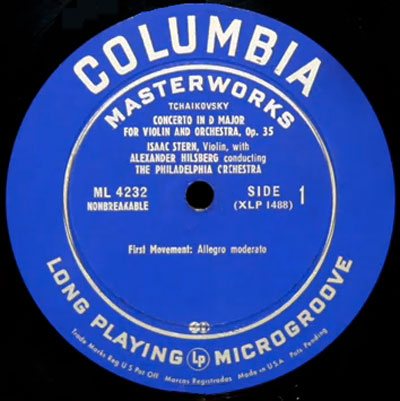 COLUMBIA
MASTERWORKS
TCHAIKOVSKY
CONCERTO IN D MAJOR
FOR VIOLIN AND ORCHESTRA, Op. 35
ISAAC STERN, Violin, with
ALEXANDER HILSBERG conducting
THE PHILADELPHIA ORCHESTRA
ML 4232
NONBREAKABLE
SIDE 1
(XLP 1488)
First Movement: Allegro moderato
LONG PLAYING LP MICROGROOVE
Trade Marks Reg U S Pat Off Marcas Registradas Made in U S A Pats Pending